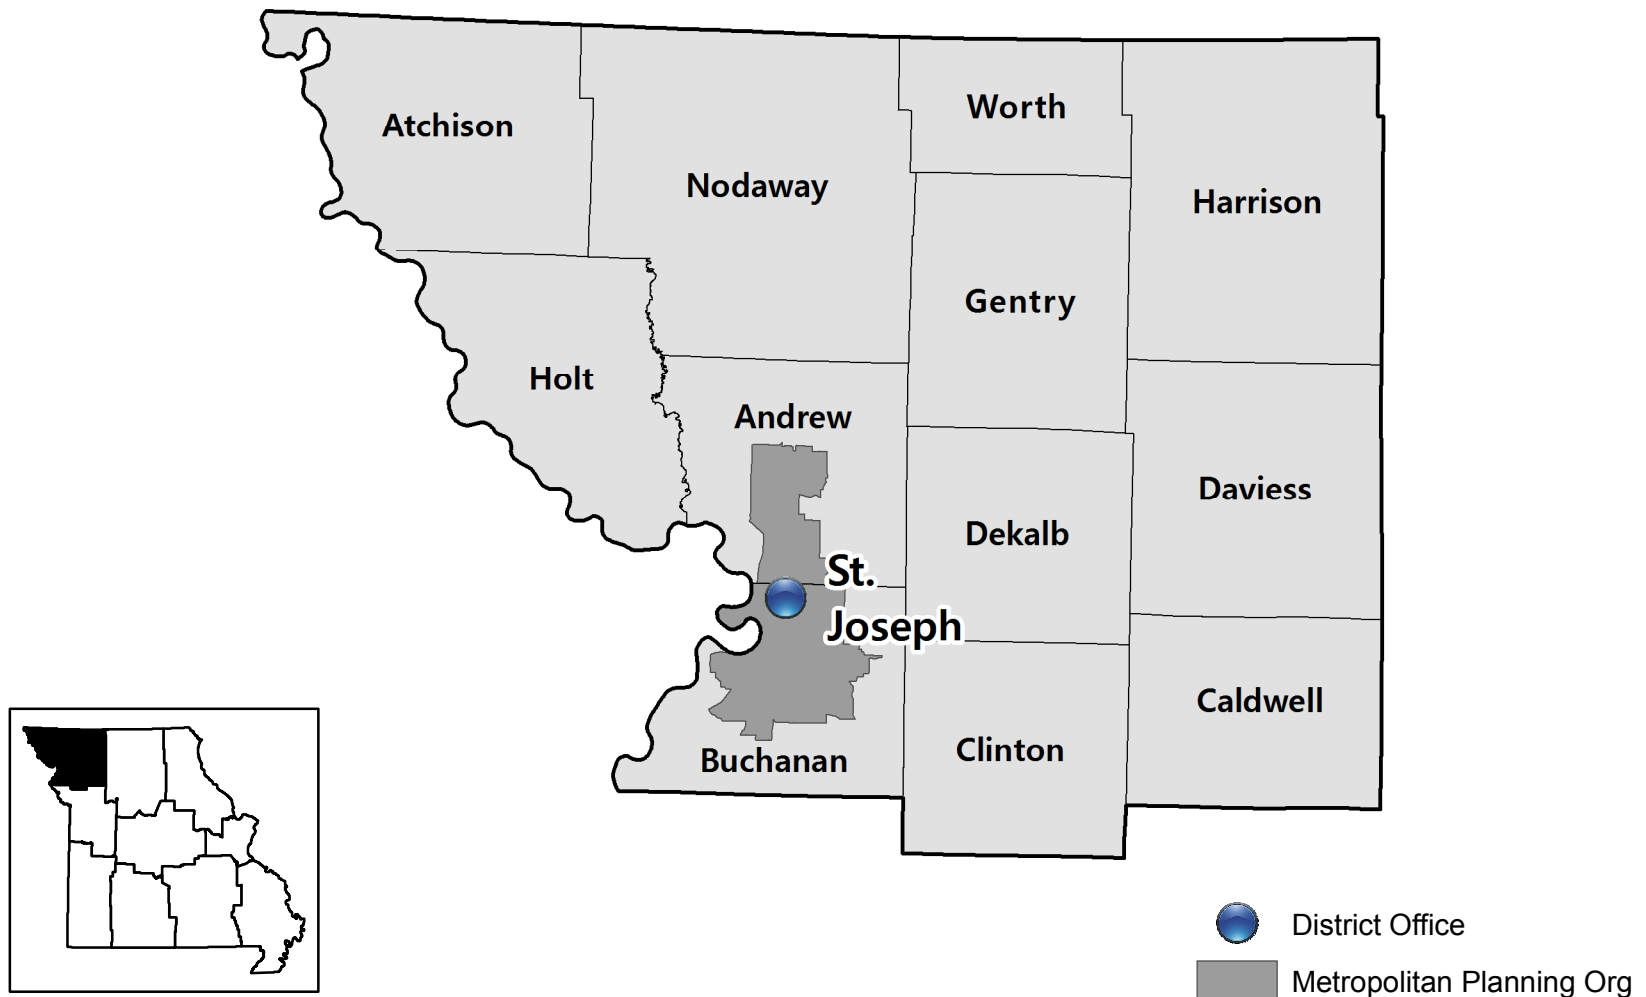 Worth
Atchison
Nodaway
Harrison
Gentry
Holt
Andrew
Daviess
Dekalb
St.
Joseph
Caldwell
Clinton
Buchanan
District Office
Metropolitan Planning Org